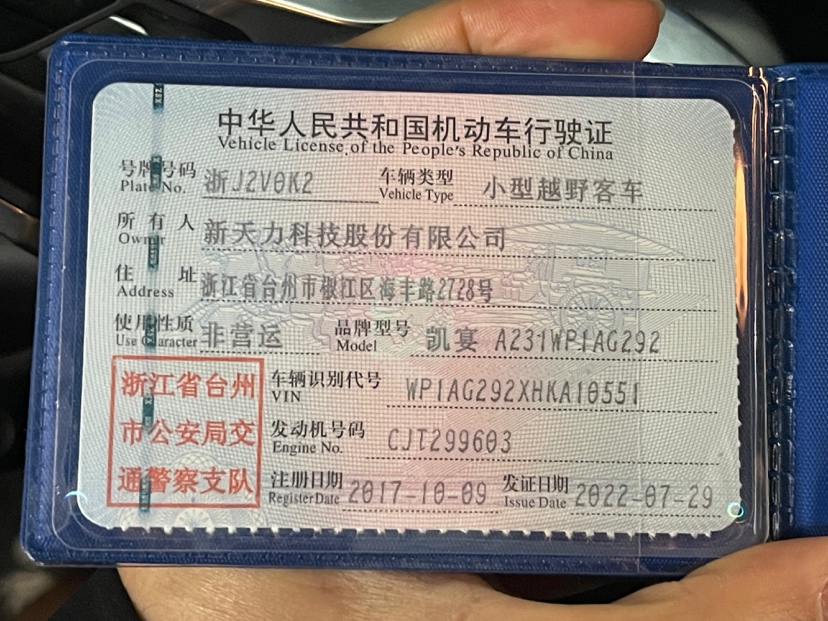 中华人民共和国机动车行驶证
Vehicle License of the People's Republic of China
号牌号码 Plate No. 浙J2V0K2 车辆类型 Vehicle Type 小型越野客车
所有人 Owner 新天力科技股份有限公司
住址 Address 浙江省台州市椒江区海丰路2728号
使用性质 Use Character 非营运 品牌型号 Model 凯宴 A231WP1AG292
浙江省台州
市公安局交
通警察支队
车辆识别代号 VIN WP1AG292XHKA10551
发动机号码 Engine No. CJT299603
注册日期 Register Date 2017-10-09 发证日期 Issue Date 2022-07-29